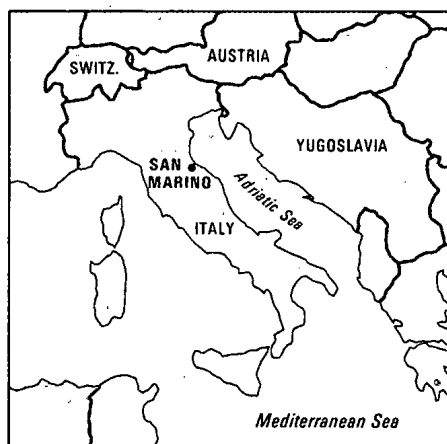 AUSTRIA
SWITZ.
YUGOSLAVIA
SAN
MARINO
Adriatic Sea
ITALY
Mediterranean Sea